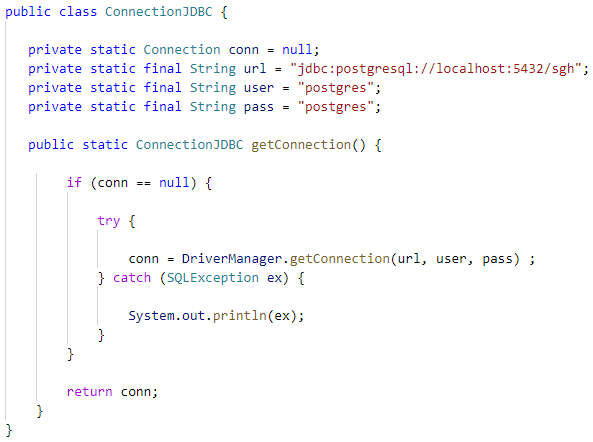 public class ConnectionJDBC {
private static Connection conn = null;
private static final String url = "jdbc:postgresql://localhost:5432/sgh";
private static final String user = "postgres";
private static final String pass = "postgres";
public static ConnectionJDBC getConnection() {
if (conn == null) {
try {
conn = DriverManager.getConnection(url, user, pass) ;
} catch (SQLException ex) {
System.out.println(ex);
}
}
return conn;
}
}